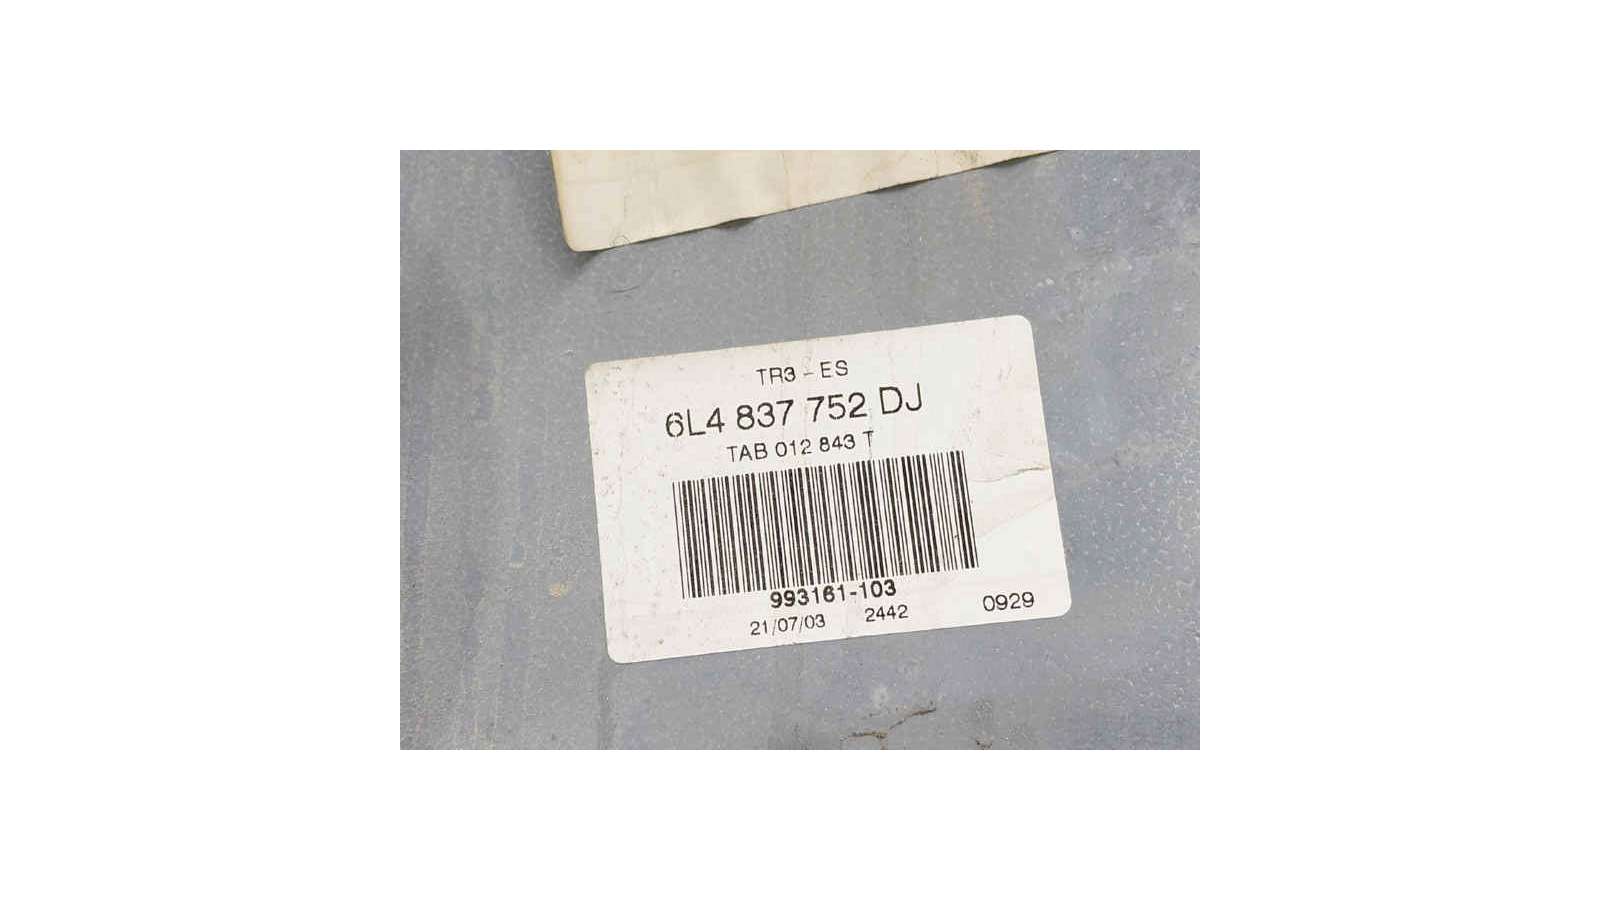 TR3 - ES
6L4 837 752 DJ
TAB 012 843 T
993161-103
21/07/03 2442 0929